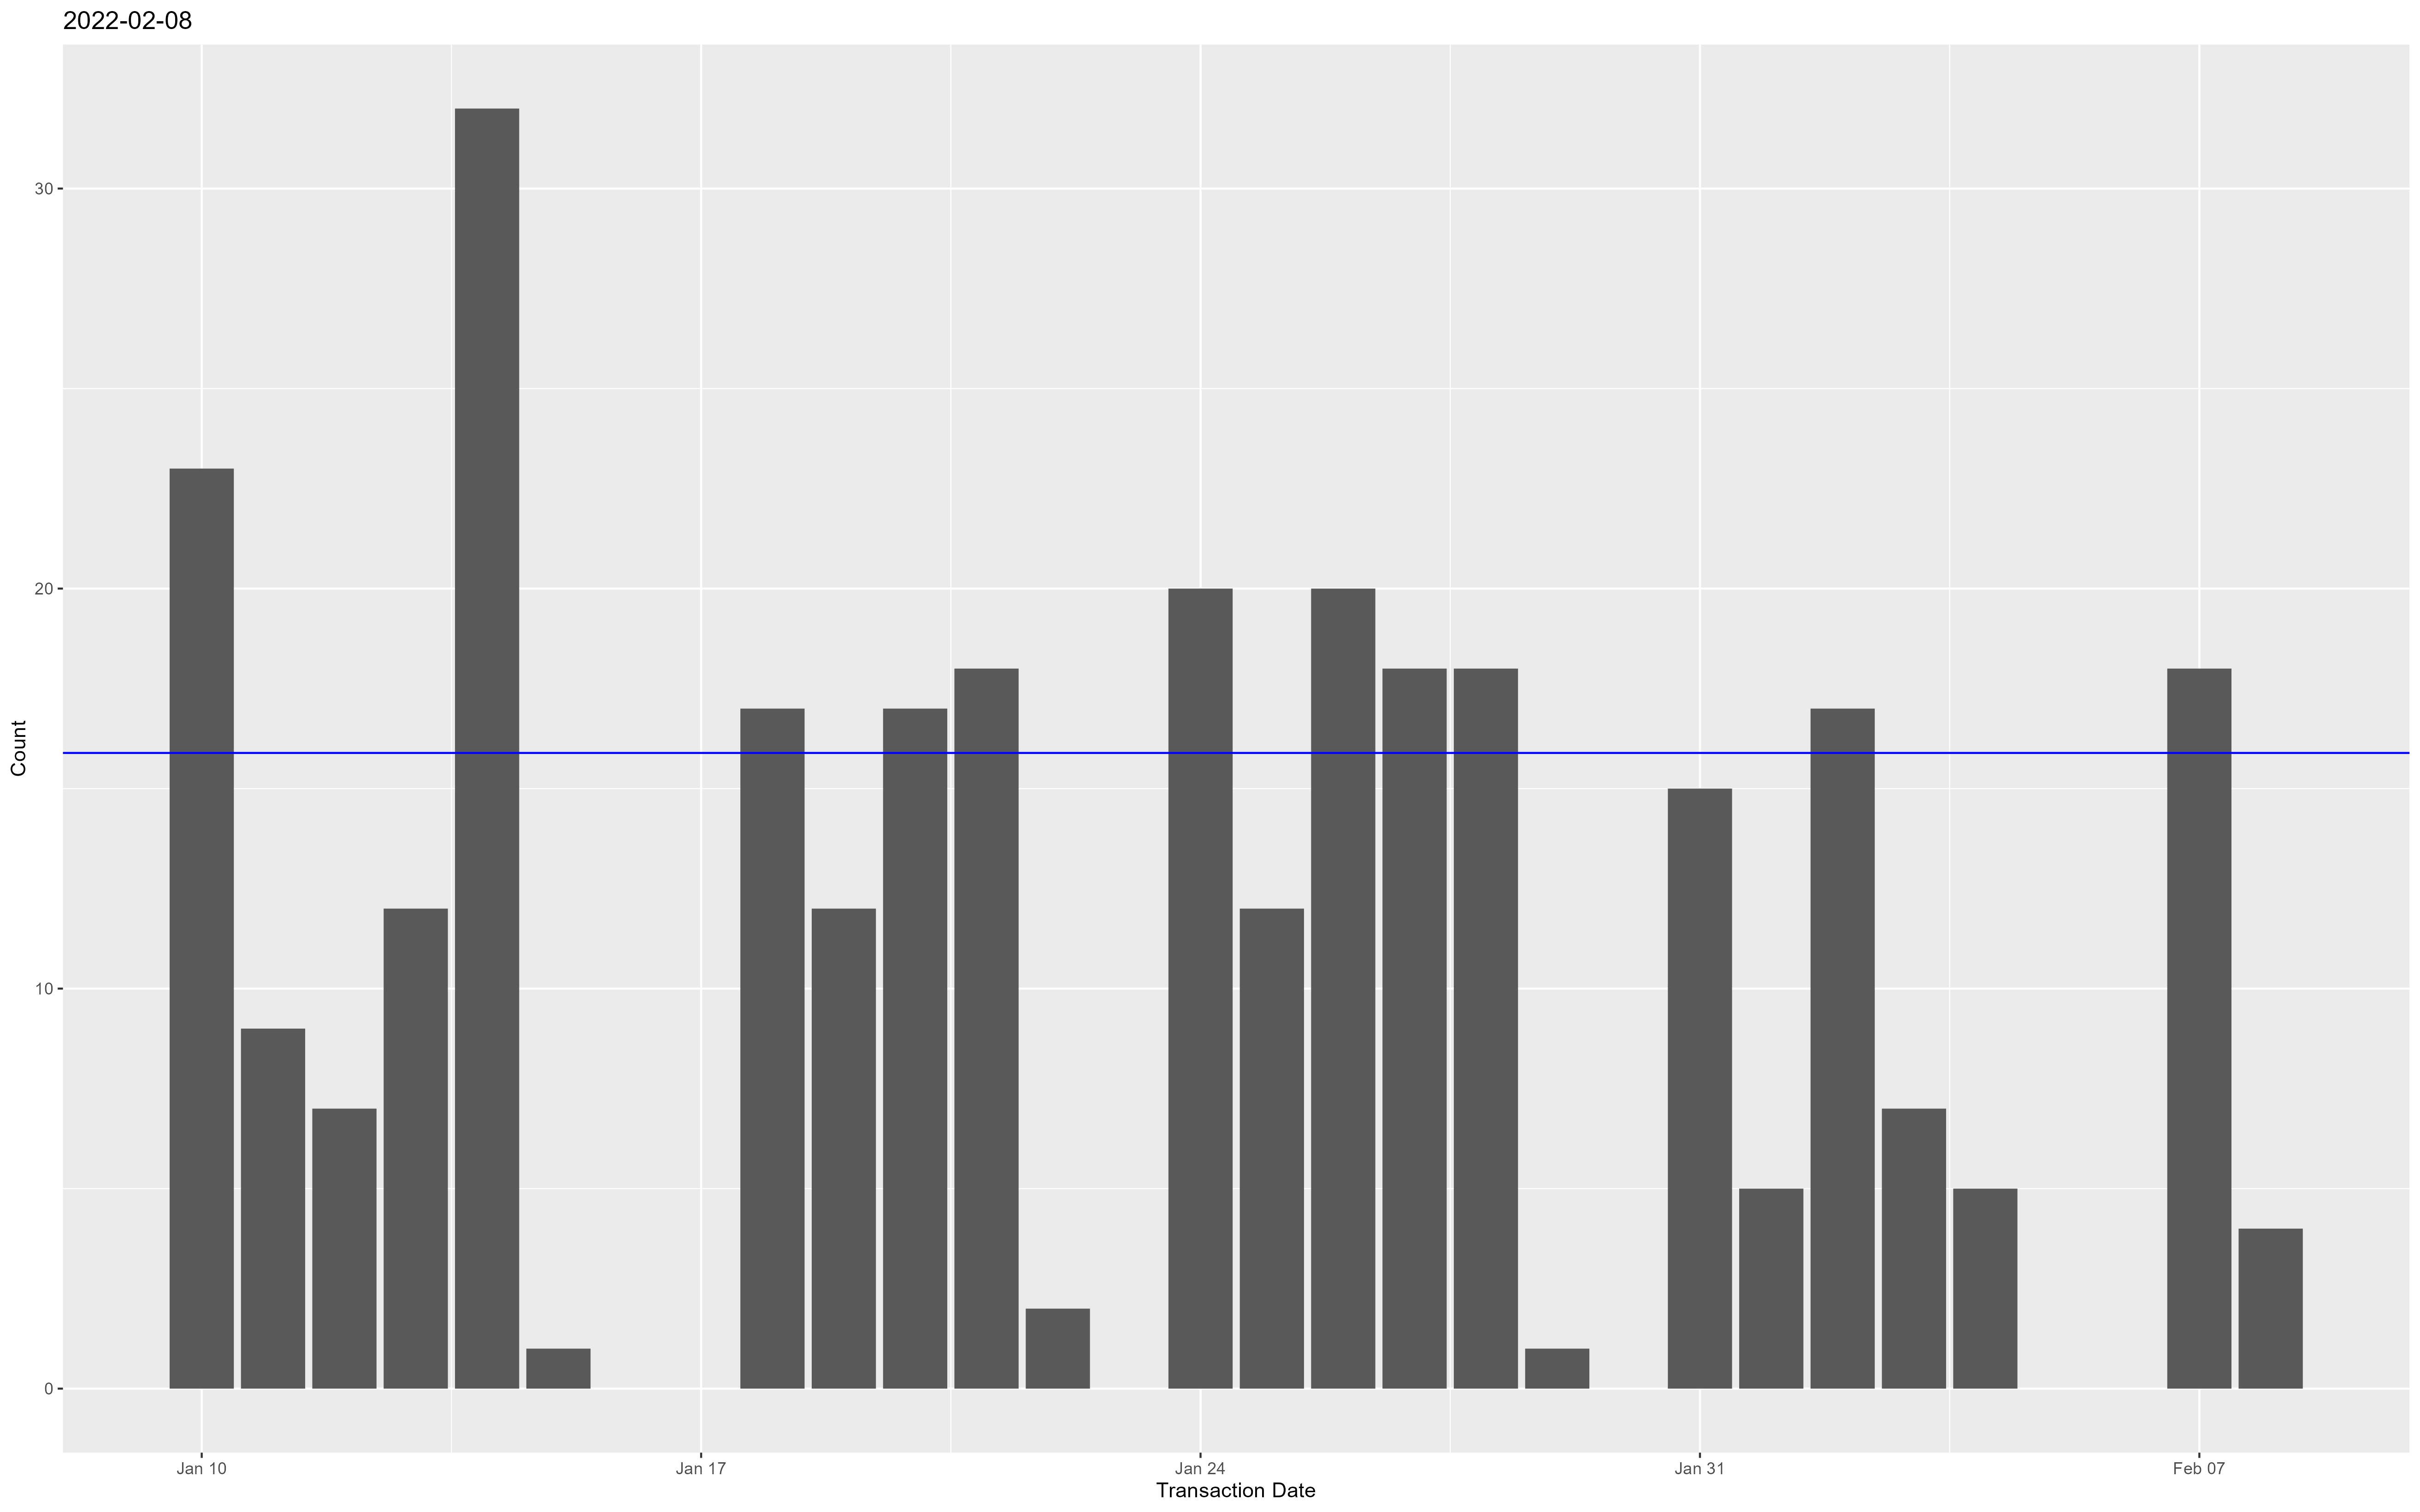 2022-02-08
30
20
10
0
Count
Jan 10
Jan 17
Jan 24
Jan 31
Feb 07
Transaction Date